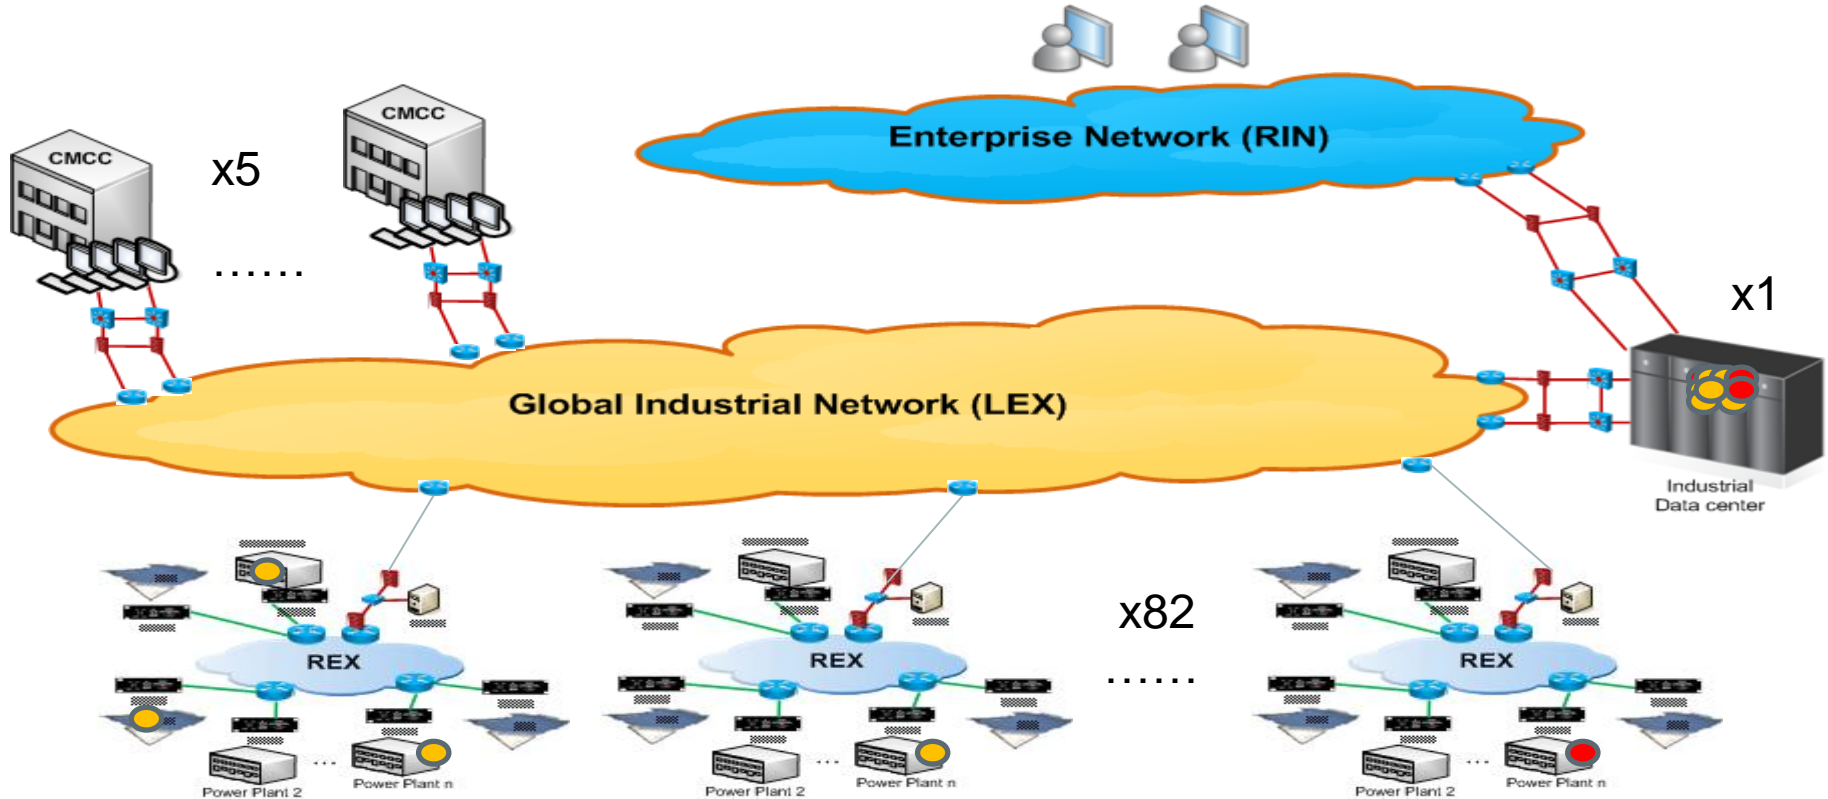 CMCC
x5
CMCC
......
Enterprise Network (RIN)
x1
Global Industrial Network (LEX)
Industrial
Data center
REX
...
Power Plant 2
Power Plant n
REX
...
Power Plant 2
Power Plant n
x82
......
REX
...
Power Plant 2
Power Plant n